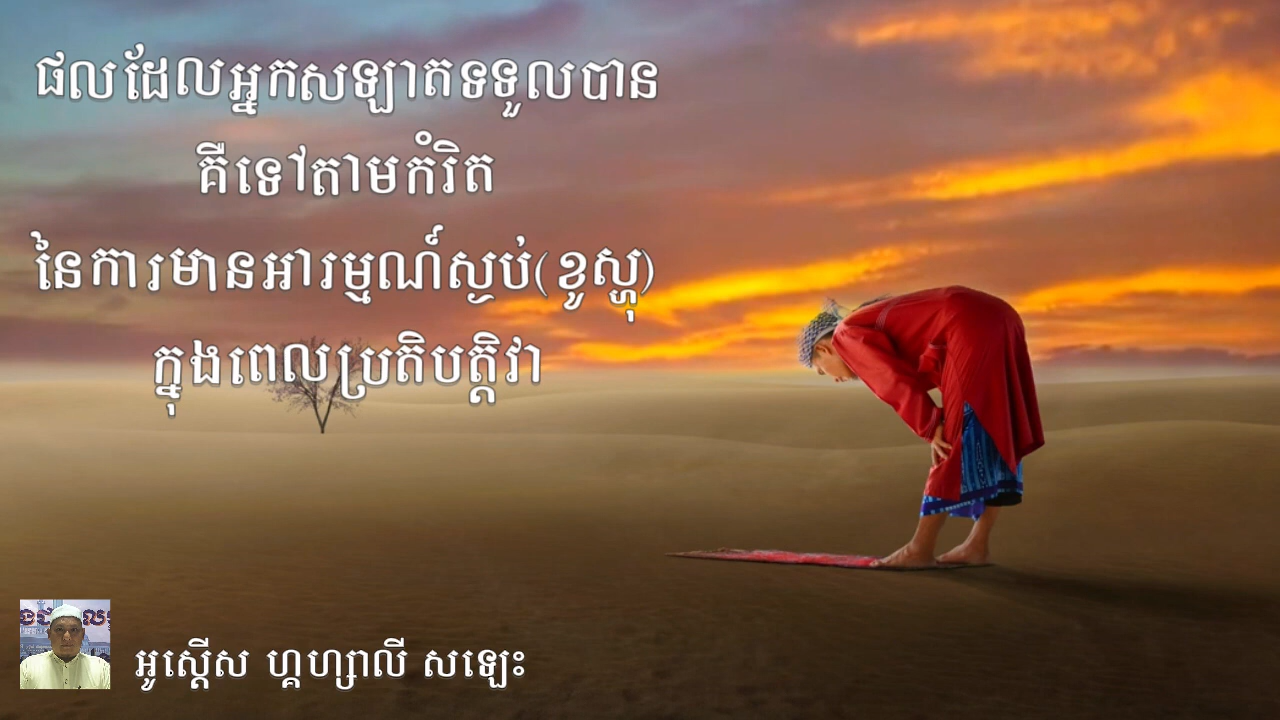 ផលដែលអ្នកសឡាតទទួលបាន
គឺទៅតាមកំរិត
នៃការមានអារម្មណ៍ស្ងប់(ខូស្ហុ)
ក្នុងពេលប្រតិបត្តិវា
អូស្តើស ហ្គហ្សាលី សឡេះ